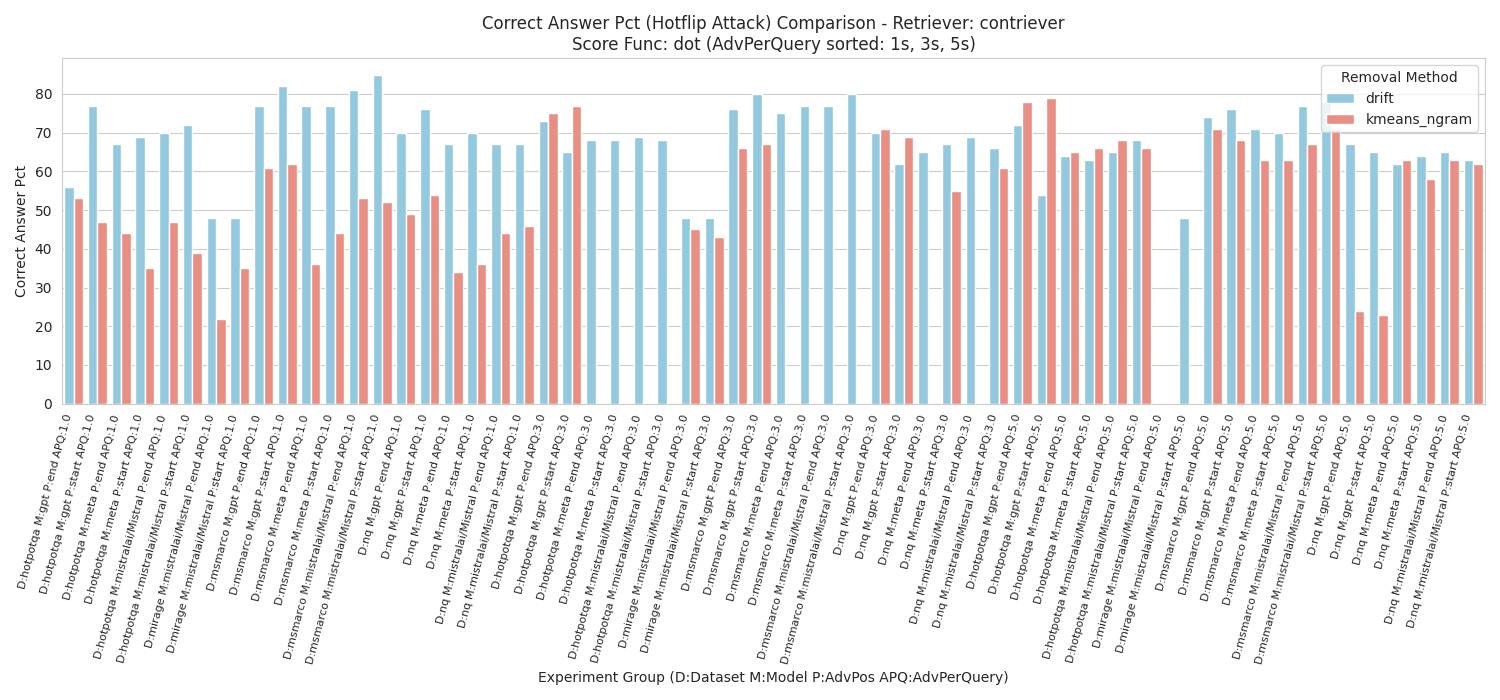 Correct Answer Pct (Hotflip Attack) Comparison - Retriever: contriever
Score Func: dot (AdvPerQuery sorted: 1s, 3s, 5s)
Removal Method
drift
kmeans_ngram
Correct Answer Pct
80
70
60
50
40
30
20
10
0
D:hotpotqa M:gpt P:end APQ:1.0
D:hotpotqa M:gpt P:start APQ:1.0
D:hotpotqa M:meta P:end APQ:1.0
D:hotpotqa M:meta P:start APQ:1.0
D:hotpotqa M:mistralai/Mistral P:end APQ:1.0
D:hotpotqa M:mistralai/Mistral P:start APQ:1.0
D:mirage M:mistralai/Mistral P:end APQ:1.0
D:mirage M:mistralai/Mistral P:start APQ:1.0
D:msmarco M:gpt P:end APQ:1.0
D:msmarco M:gpt P:start APQ:1.0
D:msmarco M:meta P:end APQ:1.0
D:msmarco M:meta P:start APQ:1.0
D:msmarco M:mistralai/Mistral P:end APQ:1.0
D:msmarco M:mistralai/Mistral P:start APQ:1.0
D:nq M:gpt P:end APQ:1.0
D:nq M:gpt P:start APQ:1.0
D:nq M:meta P:end APQ:1.0
D:nq M:meta P:start APQ:1.0
D:nq M:mistralai/Mistral P:end APQ:1.0
D:nq M:mistralai/Mistral P:start APQ:1.0
D:hotpotqa M:gpt P:end APQ:3.0
D:hotpotqa M:gpt P:start APQ:3.0
D:hotpotqa M:meta P:end APQ:3.0
D:hotpotqa M:meta P:start APQ:3.0
D:hotpotqa M:mistralai/Mistral P:end APQ:3.0
D:hotpotqa M:mistralai/Mistral P:start APQ:3.0
D:mirage M:mistralai/Mistral P:end APQ:3.0
D:mirage M:mistralai/Mistral P:start APQ:3.0
D:msmarco M:gpt P:end APQ:3.0
D:msmarco M:gpt P:start APQ:3.0
D:msmarco M:meta P:end APQ:3.0
D:msmarco M:meta P:start APQ:3.0
D:msmarco M:mistralai/Mistral P:end APQ:3.0
D:msmarco M:mistralai/Mistral P:start APQ:3.0
D:nq M:gpt P:end APQ:3.0
D:nq M:gpt P:start APQ:3.0
D:nq M:meta P:end APQ:3.0
D:nq M:meta P:start APQ:3.0
D:nq M:mistralai/Mistral P:end APQ:3.0
D:nq M:mistralai/Mistral P:start APQ:3.0
D:hotpotqa M:gpt P:end APQ:5.0
D:hotpotqa M:gpt P:start APQ:5.0
D:hotpotqa M:meta P:end APQ:5.0
D:hotpotqa M:meta P:start APQ:5.0
D:hotpotqa M:mistralai/Mistral P:end APQ:5.0
D:hotpotqa M:mistralai/Mistral P:start APQ:5.0
D:mirage M:mistralai/Mistral P:end APQ:5.0
D:mirage M:mistralai/Mistral P:start APQ:5.0
D:msmarco M:gpt P:end APQ:5.0
D:msmarco M:gpt P:start APQ:5.0
D:msmarco M:meta P:end APQ:5.0
D:msmarco M:meta P:start APQ:5.0
D:msmarco M:mistralai/Mistral P:end APQ:5.0
D:msmarco M:mistralai/Mistral P:start APQ:5.0
D:nq M:gpt P:end APQ:5.0
D:nq M:gpt P:start APQ:5.0
D:nq M:meta P:end APQ:5.0
D:nq M:meta P:start APQ:5.0
D:nq M:mistralai/Mistral P:end APQ:5.0
D:nq M:mistralai/Mistral P:start APQ:5.0
Experiment Group (D:Dataset M:Model P:AdvPos APQ:AdvPerQuery)